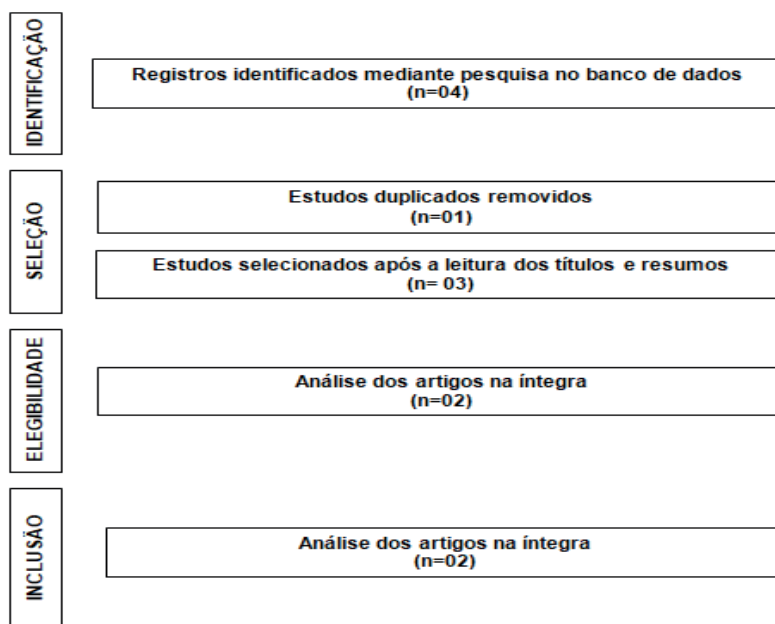 IDENTIFICAÇÃO
Registros identificados mediante pesquisa no banco de dados
(n=04)
SELEÇÃO
Estudos duplicados removidos
(n=01)
Estudos selecionados após a leitura dos títulos e resumos
(n= 03)
ELEGIBILIDADE
Análise dos artigos na íntegra
(n=02)
INCLUSÃO
Análise dos artigos na íntegra
(n=02)